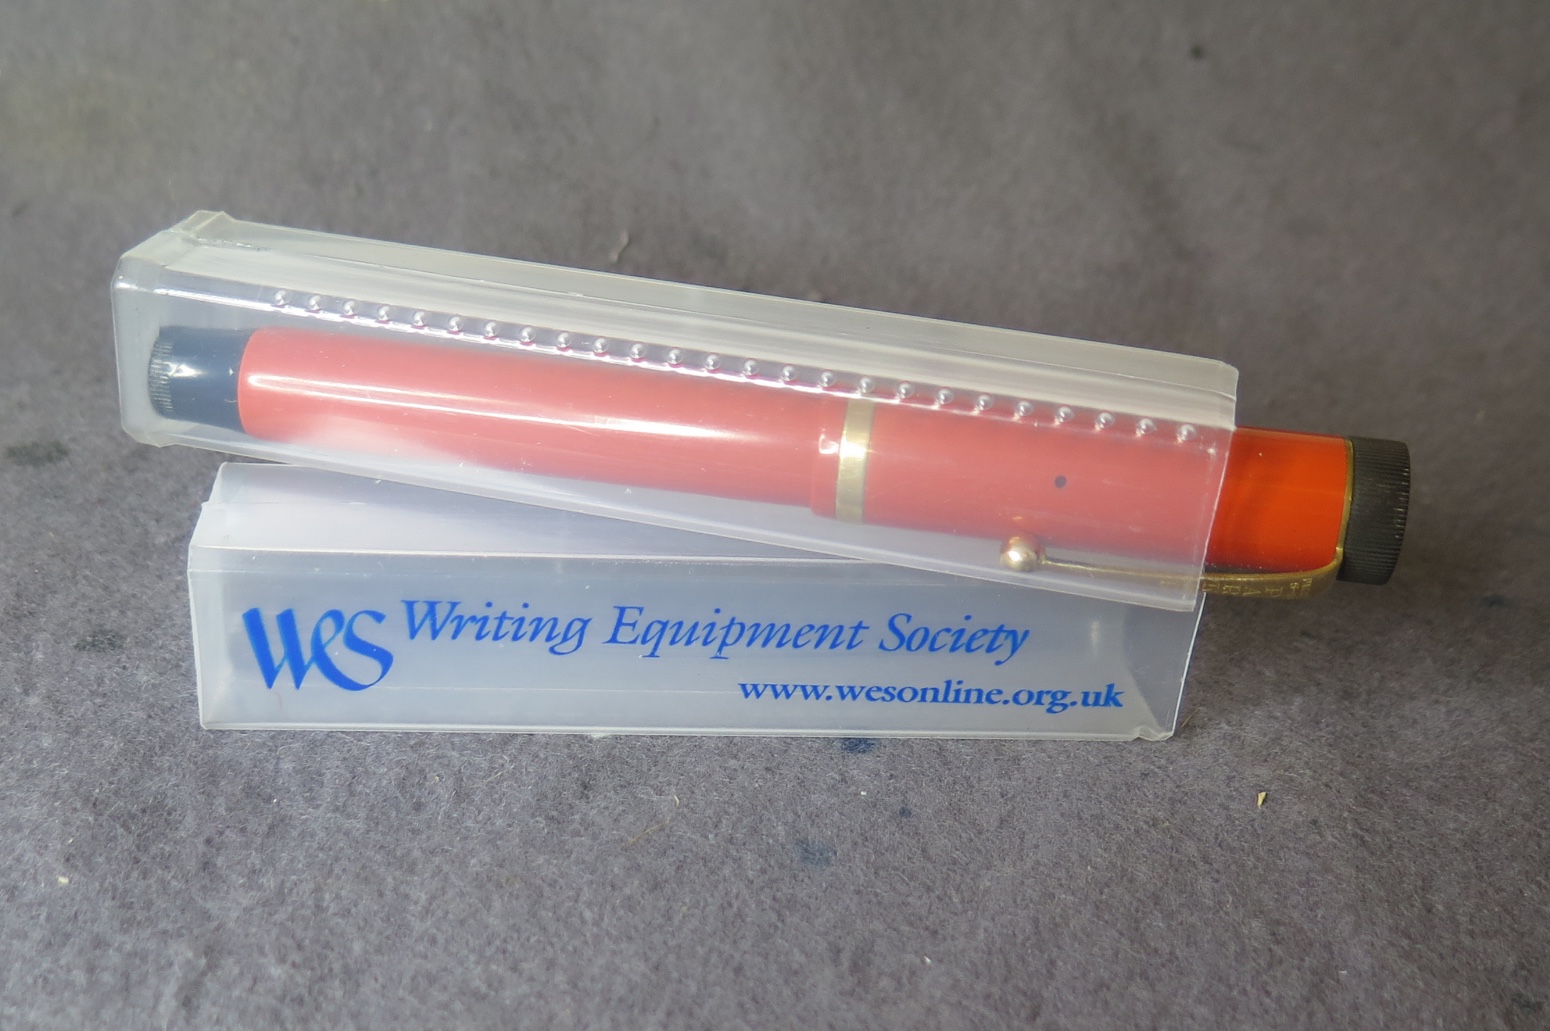 WES Writing Equipment Society
www.wesonline.org.uk